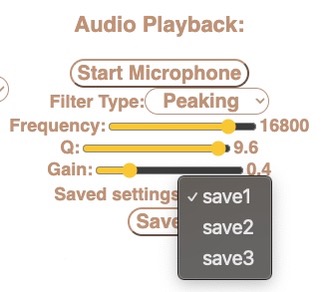 Audio Playback:
Start Microphone
Filter Type: Peaking
Frequency: 16800
Q: 9.6
Gain: 0.4
Saved settings
✓ save1
Save
save2
save3